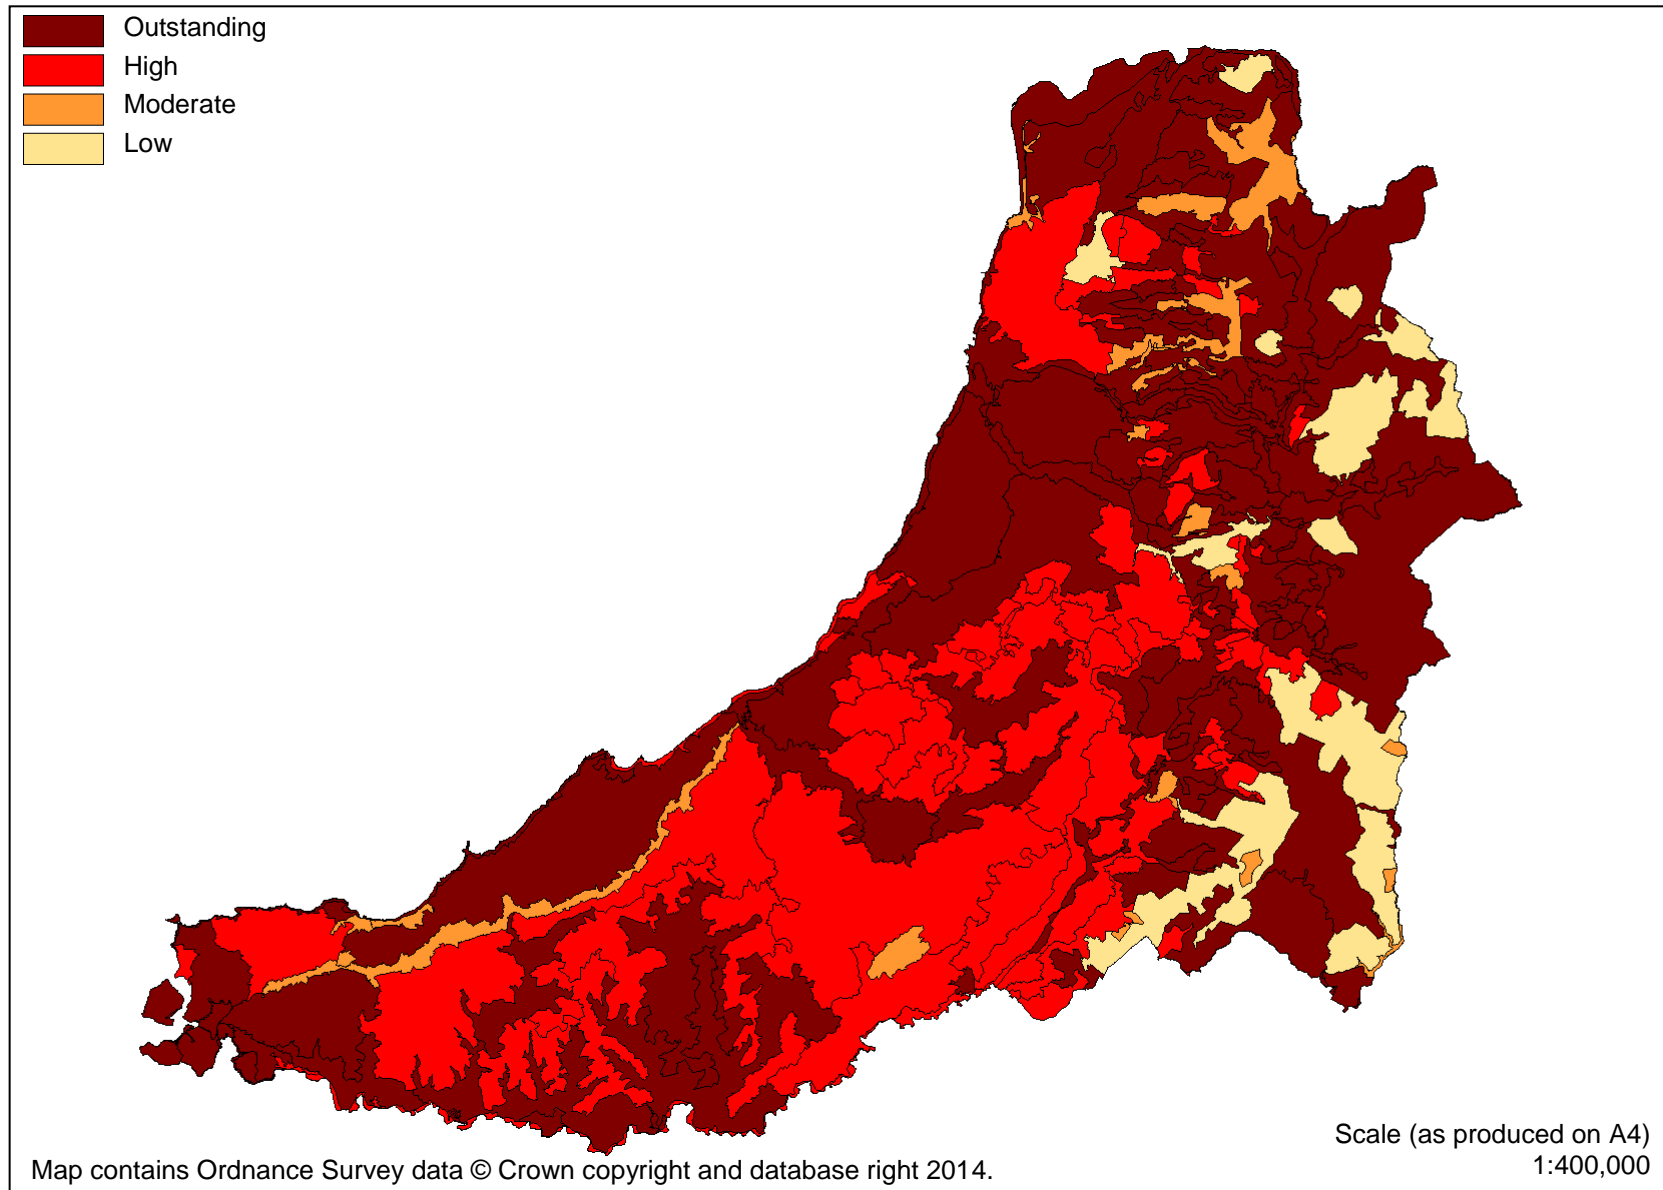 Outstanding
High
Moderate
Low
Scale (as produced on A4)
1:400,000
Map contains Ordnance Survey data © Crown copyright and database right 2014.